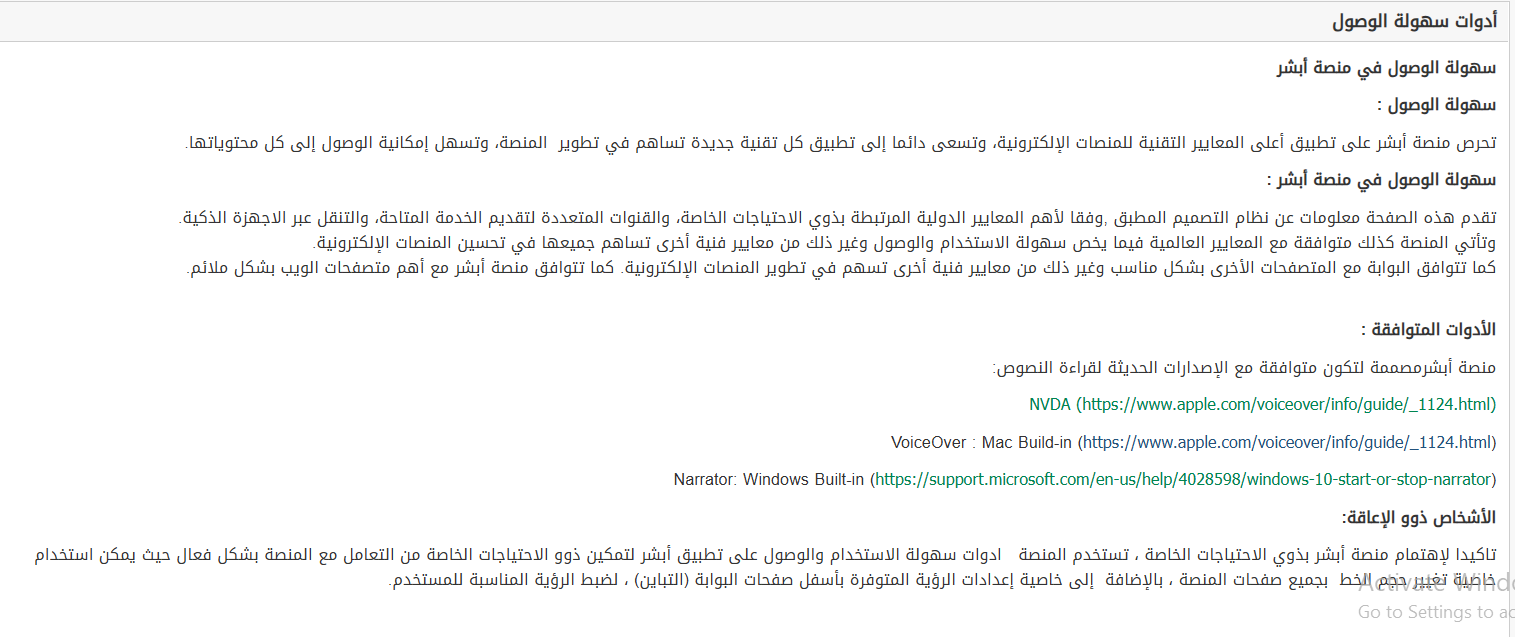 أدوات سهولة الوصول
سهولة الوصول في منصة أبشر
سهولة الوصول :
تحرص منصة أبشر على تطبيق أعلى المعايير التقنية للمنصات الإلكترونية، وتسعى دائما إلى تطبيق كل تقنية جديدة تساهم في تطوير المنصة، وتسهل إمكانية الوصول إلى كل محتوياتها.
سهولة الوصول في منصة أبشر :
تقدم هذه الصفحة معلومات عن نظام التصميم المطبق ,وفقا لأهم المعايير الدولية المرتبطة بذوي الاحتياجات الخاصة، والقنوات المتعددة لتقديم الخدمة المتاحة، والتنقل عبر الاجهزة الذكية.
وتأتي المنصة كذلك متوافقة مع المعايير العالمية فيما يخص سهولة الاستخدام والوصول وغير ذلك من معايير فنية أخرى تساهم جميعها في تحسين المنصات الإلكترونية.
كما تتوافق البوابة مع المتصفحات الأخرى بشكل مناسب وغير ذلك من معايير فنية أخرى تسهم في تطوير المنصات الإلكترونية. كما تتوافق منصة أبشر مع أهم متصفحات الويب بشكل ملائم.
الأدوات المتوافقة :
منصة أبشرمصممة لتكون متوافقة مع الإصدارات الحديثة لقراءة النصوص:
NVDA (https://www.apple.com/voiceover/info/guide/_1124.html)
VoiceOver : Mac Build-in (https://www.apple.com/voiceover/info/guide/_1124.html)
Narrator: Windows Built-in (https://support.microsoft.com/en-us/help/4028598/windows-10-start-or-stop-narrator)
الأشخاص ذوو الإعاقة:
تاكيدا لإهتمام منصة أبشر بذوي الاحتياجات الخاصة ، تستخدم المنصة ادوات سهولة الاستخدام والوصول على تطبيق أبشر لتمكين ذوو الاحتياجات الخاصة من التعامل مع المنصة بشكل فعال حيث يمكن استخدام
خاصية تغيير حجم الخط بجميع صفحات المنصة ، بالإضافة إلى خاصية إعدادات الرؤية المتوفرة بأسفل صفحات البوابة (التباين) ، لضبط الرؤية المناسبة للمستخدم.
Activate Windo
Go to Settings to ac